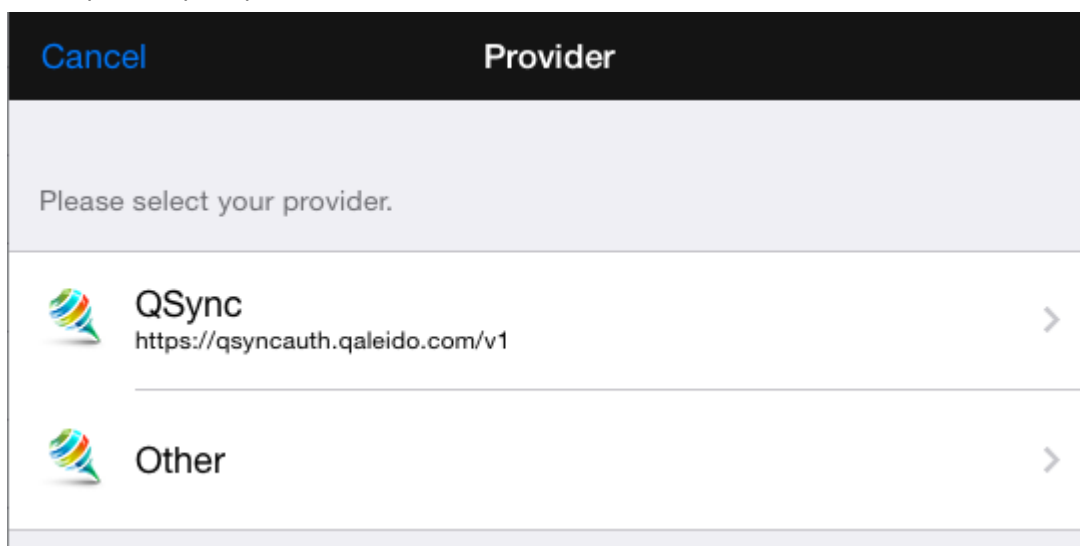 Cancel Provider
Please select your provider.
QSync
https://qsyncauth.qaleido.com/v1
Other